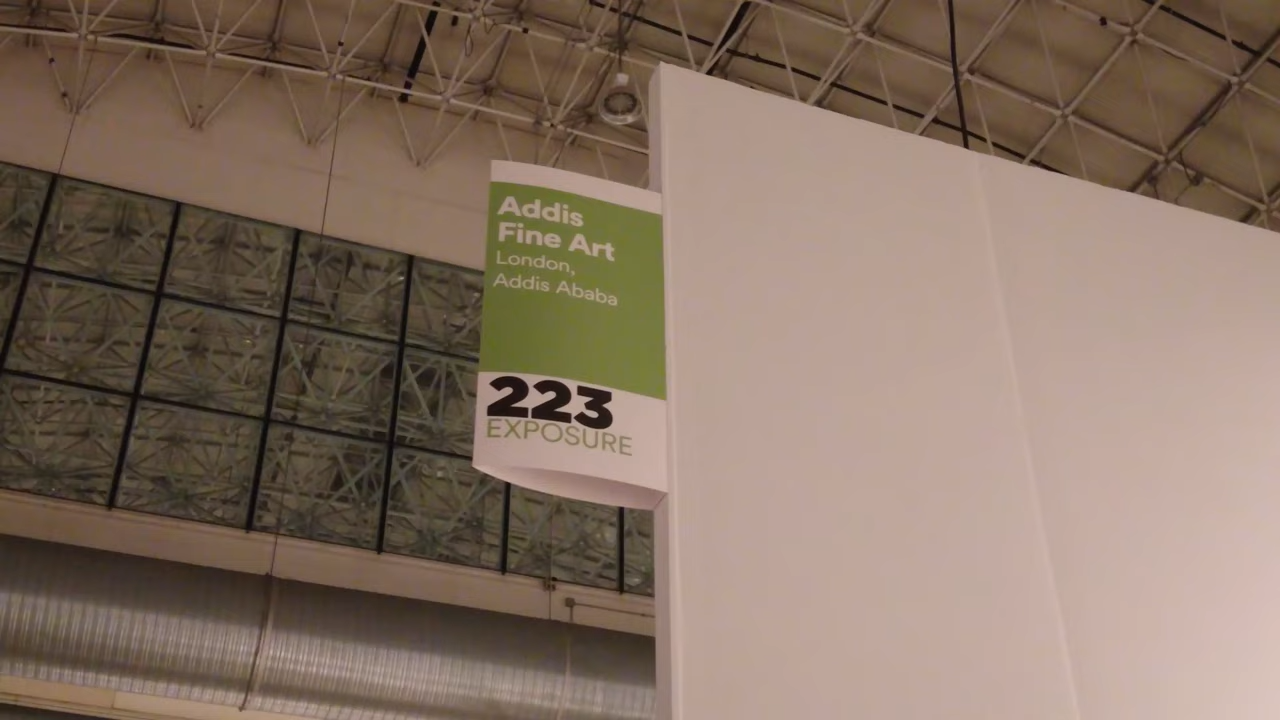 Addis
Fine Art
London,
Addis Ababa
223
EXPOSURE